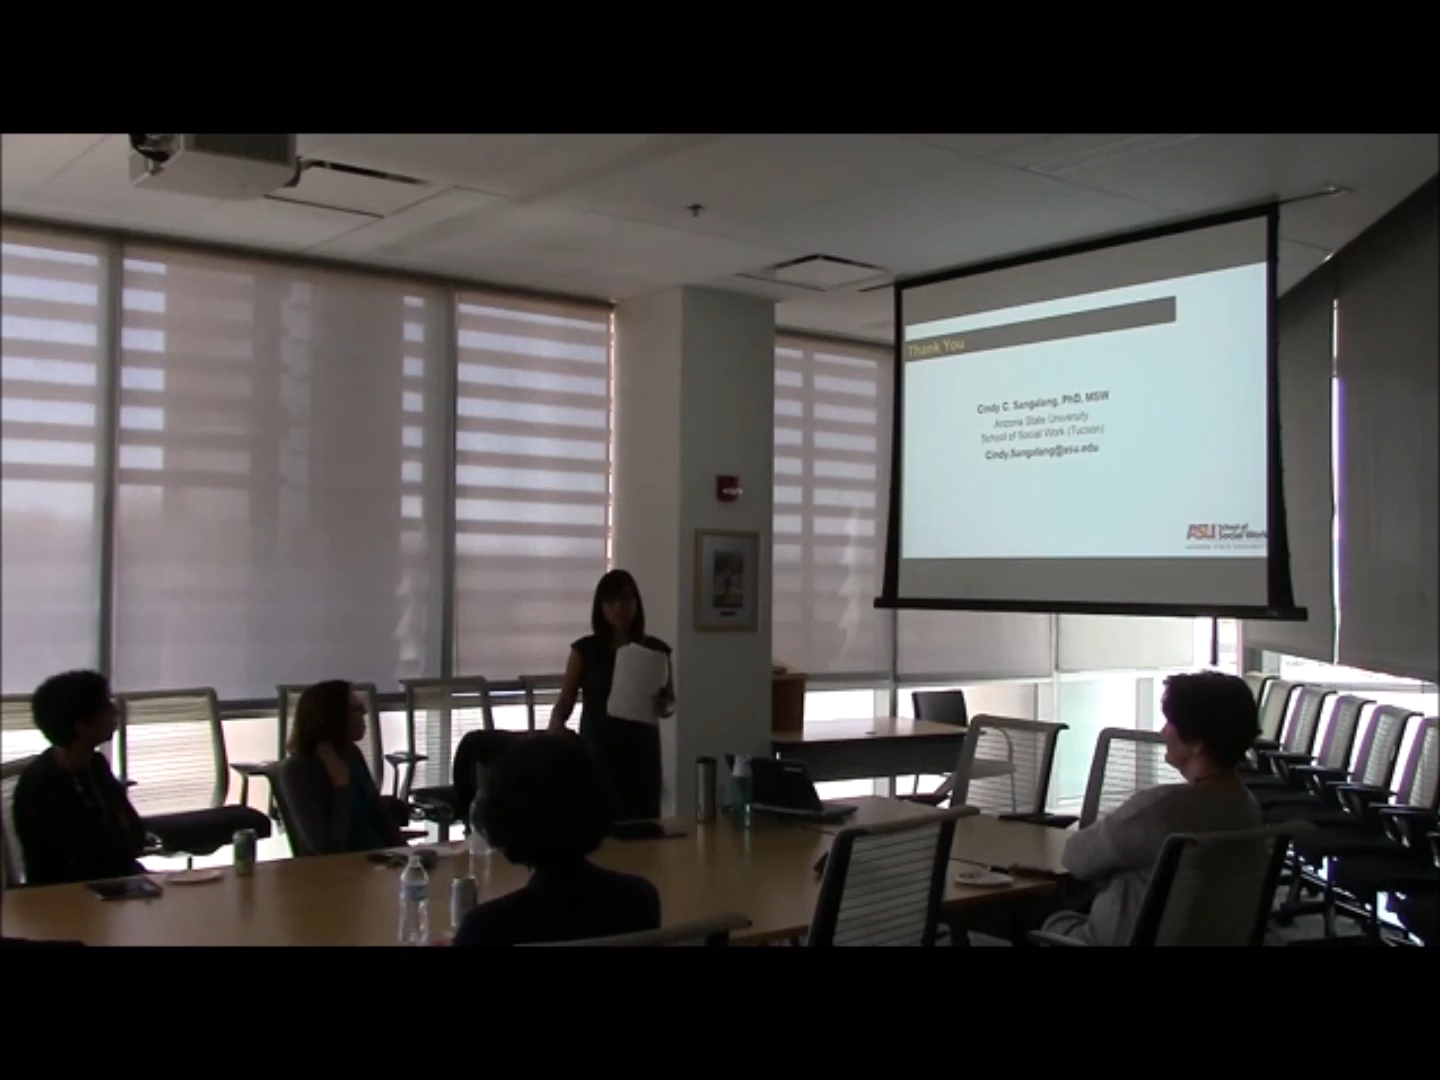 Thank You
Cindy C. Sangalang, PhD, MSW
Arizona State University
School of Social Work (Tucson)
Cindy.Sangalang@asu.edu
ASU School of
Social Work